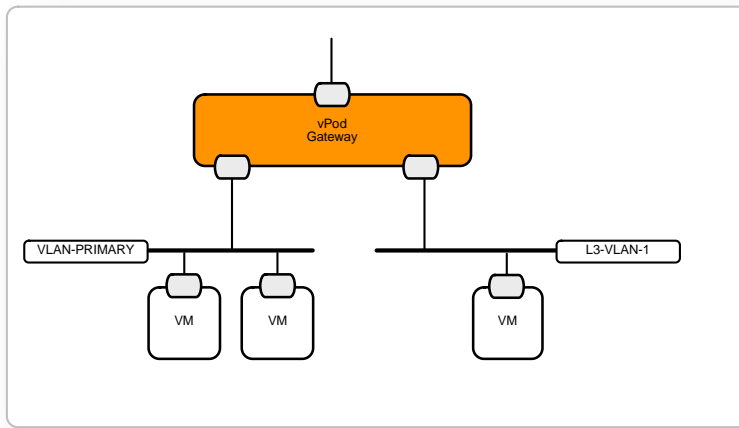 vPod
Gateway
VLAN-PRIMARY
L3-VLAN-1
VM
VM
VM